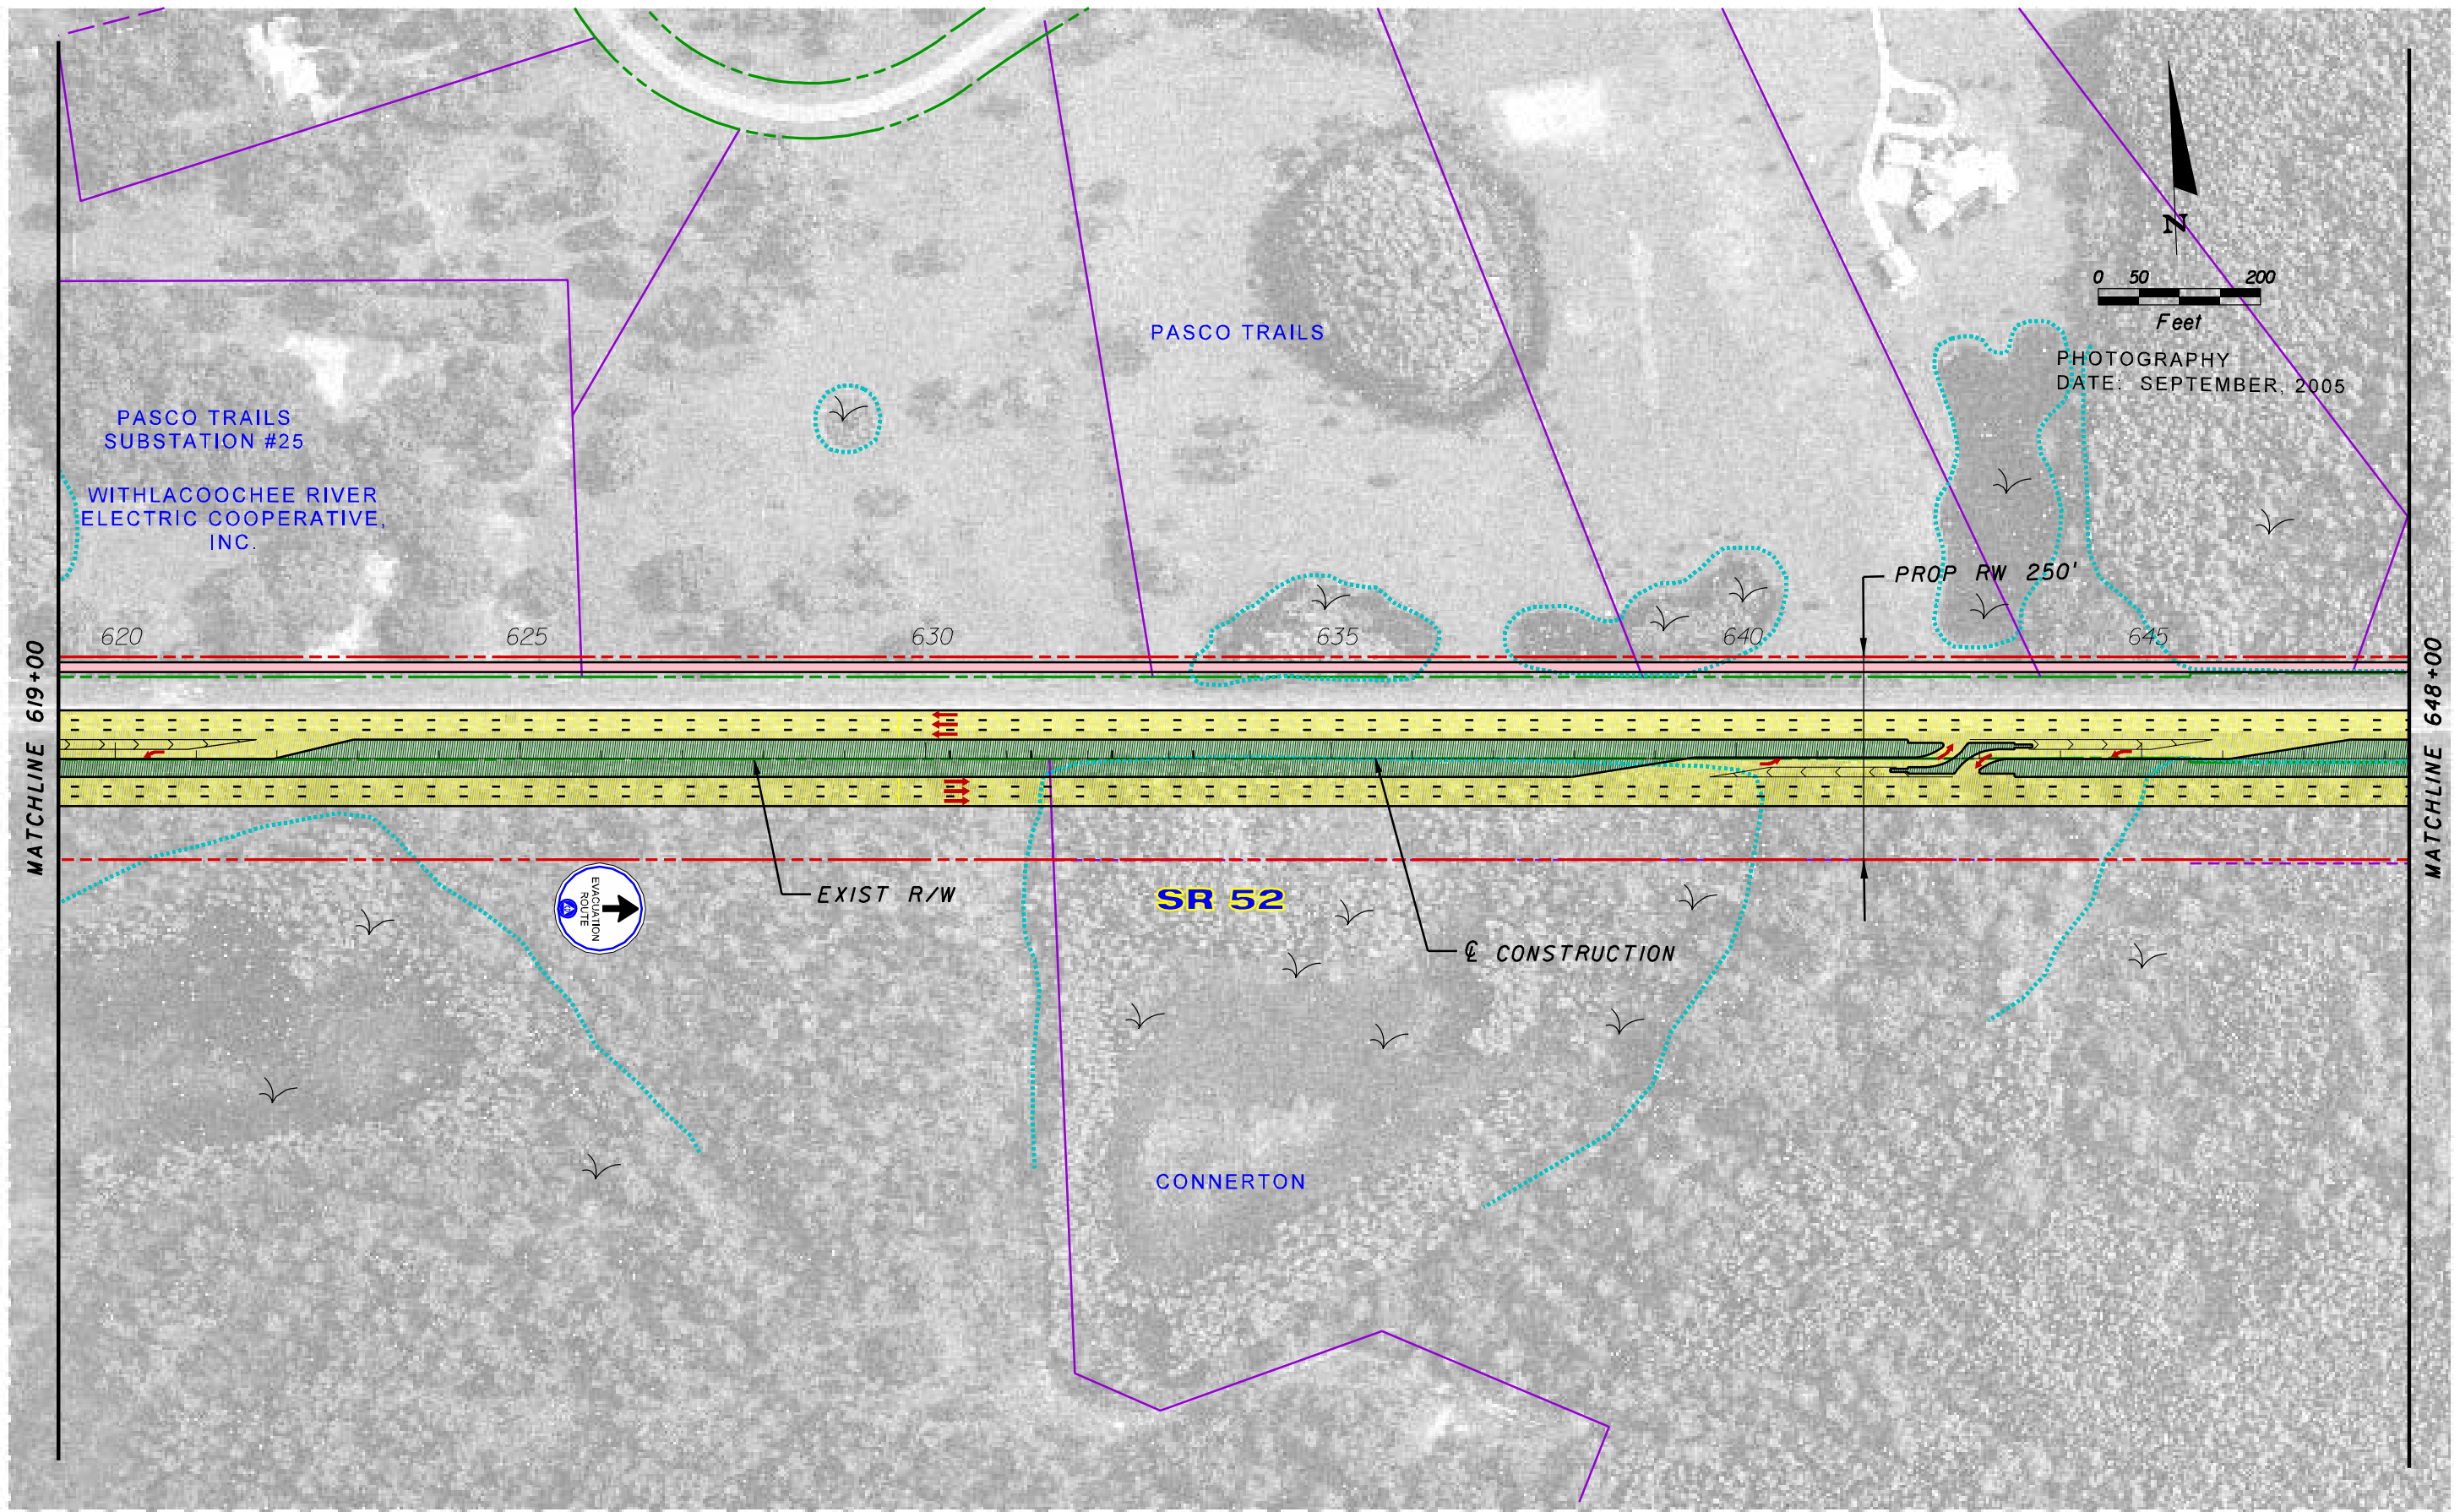 N
0 50 200
Feet
PHOTOGRAPHY
DATE: SEPTEMBER, 2005
PASCO TRAILS
PASCO TRAILS
SUBSTATION #25
WITHLACOOCHEE RIVER
ELECTRIC COOPERATIVE,
INC.
PROP RW 250'
620 625 630 635 640 645
MATCHLINE 619+00
MATCHLINE 648+00
EXIST R/W
EVACUATION
ROUTE
SR 52
℄ CONSTRUCTION
CONNERTON